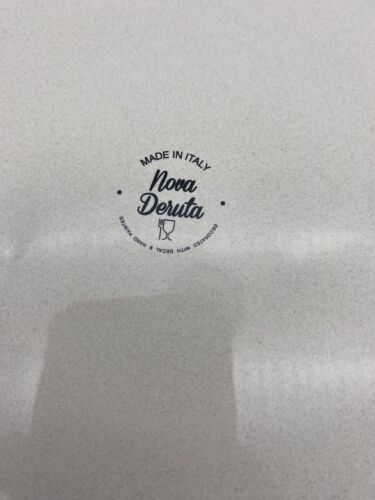 MADE IN ITALY
Nova
Deruta
DECORATED WITH DECAL & HAND PAINTED